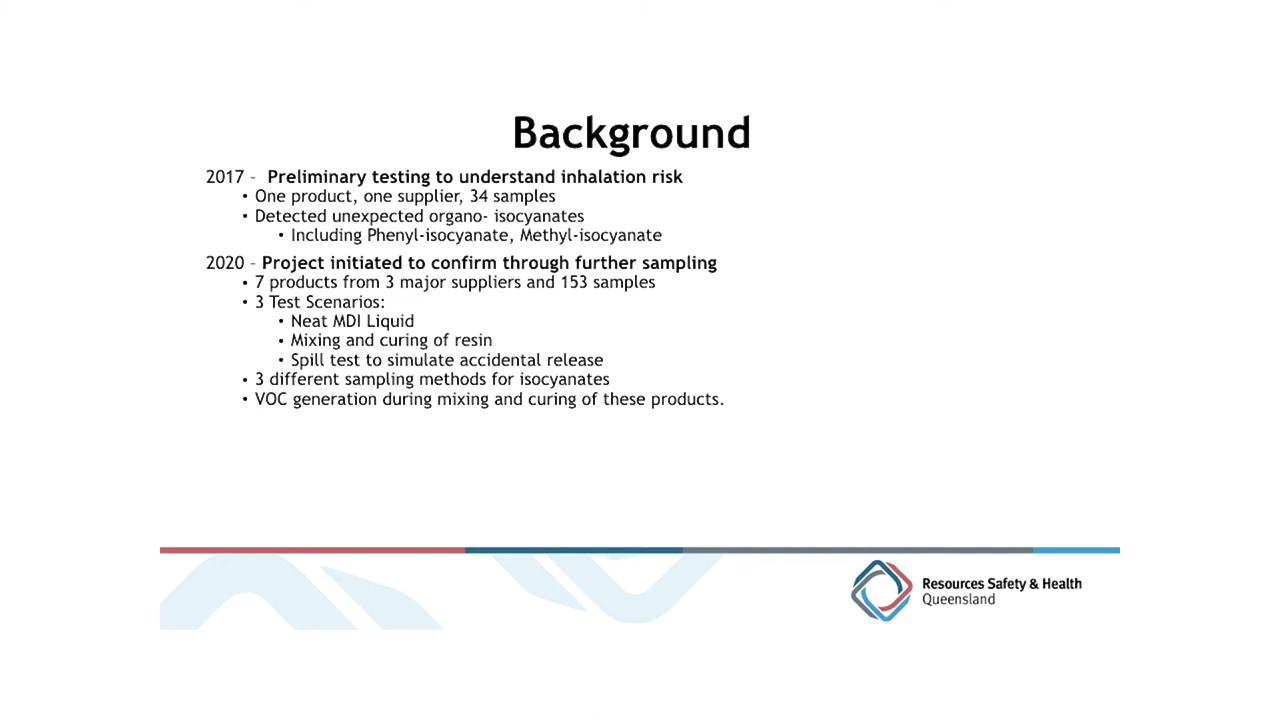 Background
2017 – Preliminary testing to understand inhalation risk
• One product, one supplier, 34 samples
• Detected unexpected organo- isocyanates
• Including Phenyl-isocyanate, Methyl-isocyanate
2020 – Project initiated to confirm through further sampling
• 7 products from 3 major suppliers and 153 samples
• 3 Test Scenarios:
• Neat MDI Liquid
• Mixing and curing of resin
• Spill test to simulate accidental release
• 3 different sampling methods for isocyanates
• VOC generation during mixing and curing of these products.
Resources Safety & Health
Queensland